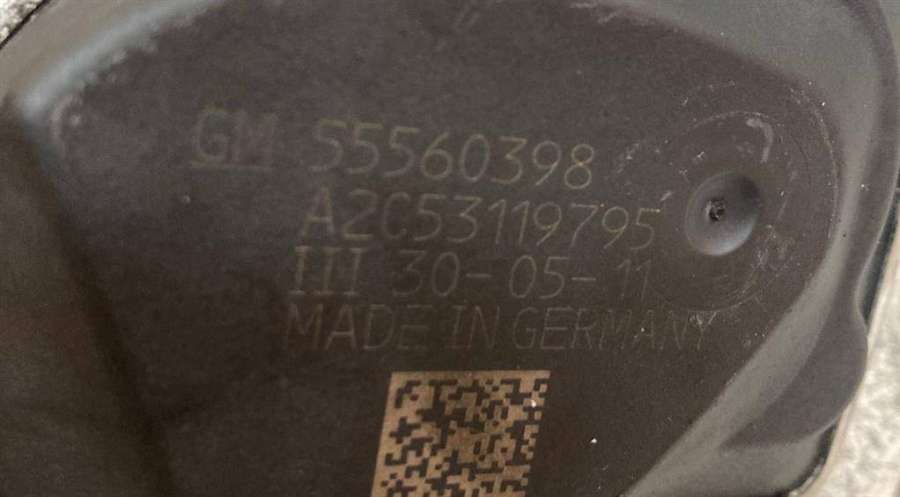 GM 55560398
A2C53119795
III 30-05-11
MADE IN GERMANY